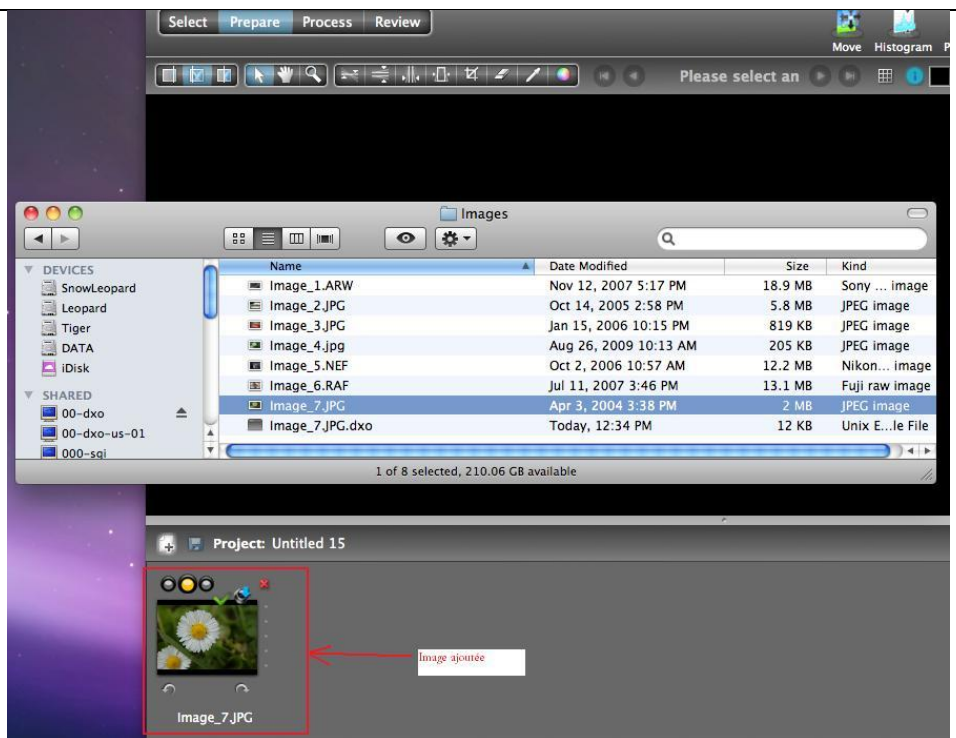 Select Prepare Process Review
Move Histogram P
Please select an
Images
DEVICES
SnowLeopard
Leopard
Tiger
DATA
iDisk
SHARED
00-dxo
00-dxo-us-01
000-sgi
Name Date Modified Size Kind
Image_1.ARW Nov 12, 2007 5:17 PM 18.9 MB Sony ... image
Image_2.JPG Oct 14, 2005 2:58 PM 5.8 MB JPEG image
Image_3.JPG Jan 15, 2006 10:15 PM 819 KB JPEG image
Image_4.jpg Aug 26, 2009 10:13 AM 205 KB JPEG image
Image_5.NEF Oct 2, 2006 10:57 AM 12.2 MB Nikon... image
Image_6.RAF Jul 11, 2007 3:46 PM 13.1 MB Fuji raw image
Image_7.JPG Apr 3, 2004 3:38 PM 2 MB JPEG image
Image_7.JPG.dxo Today, 12:34 PM 12 KB Unix E...le File
1 of 8 selected, 210.06 GB available
Project: Untitled 15
Image ajoutée
Image_7.JPG